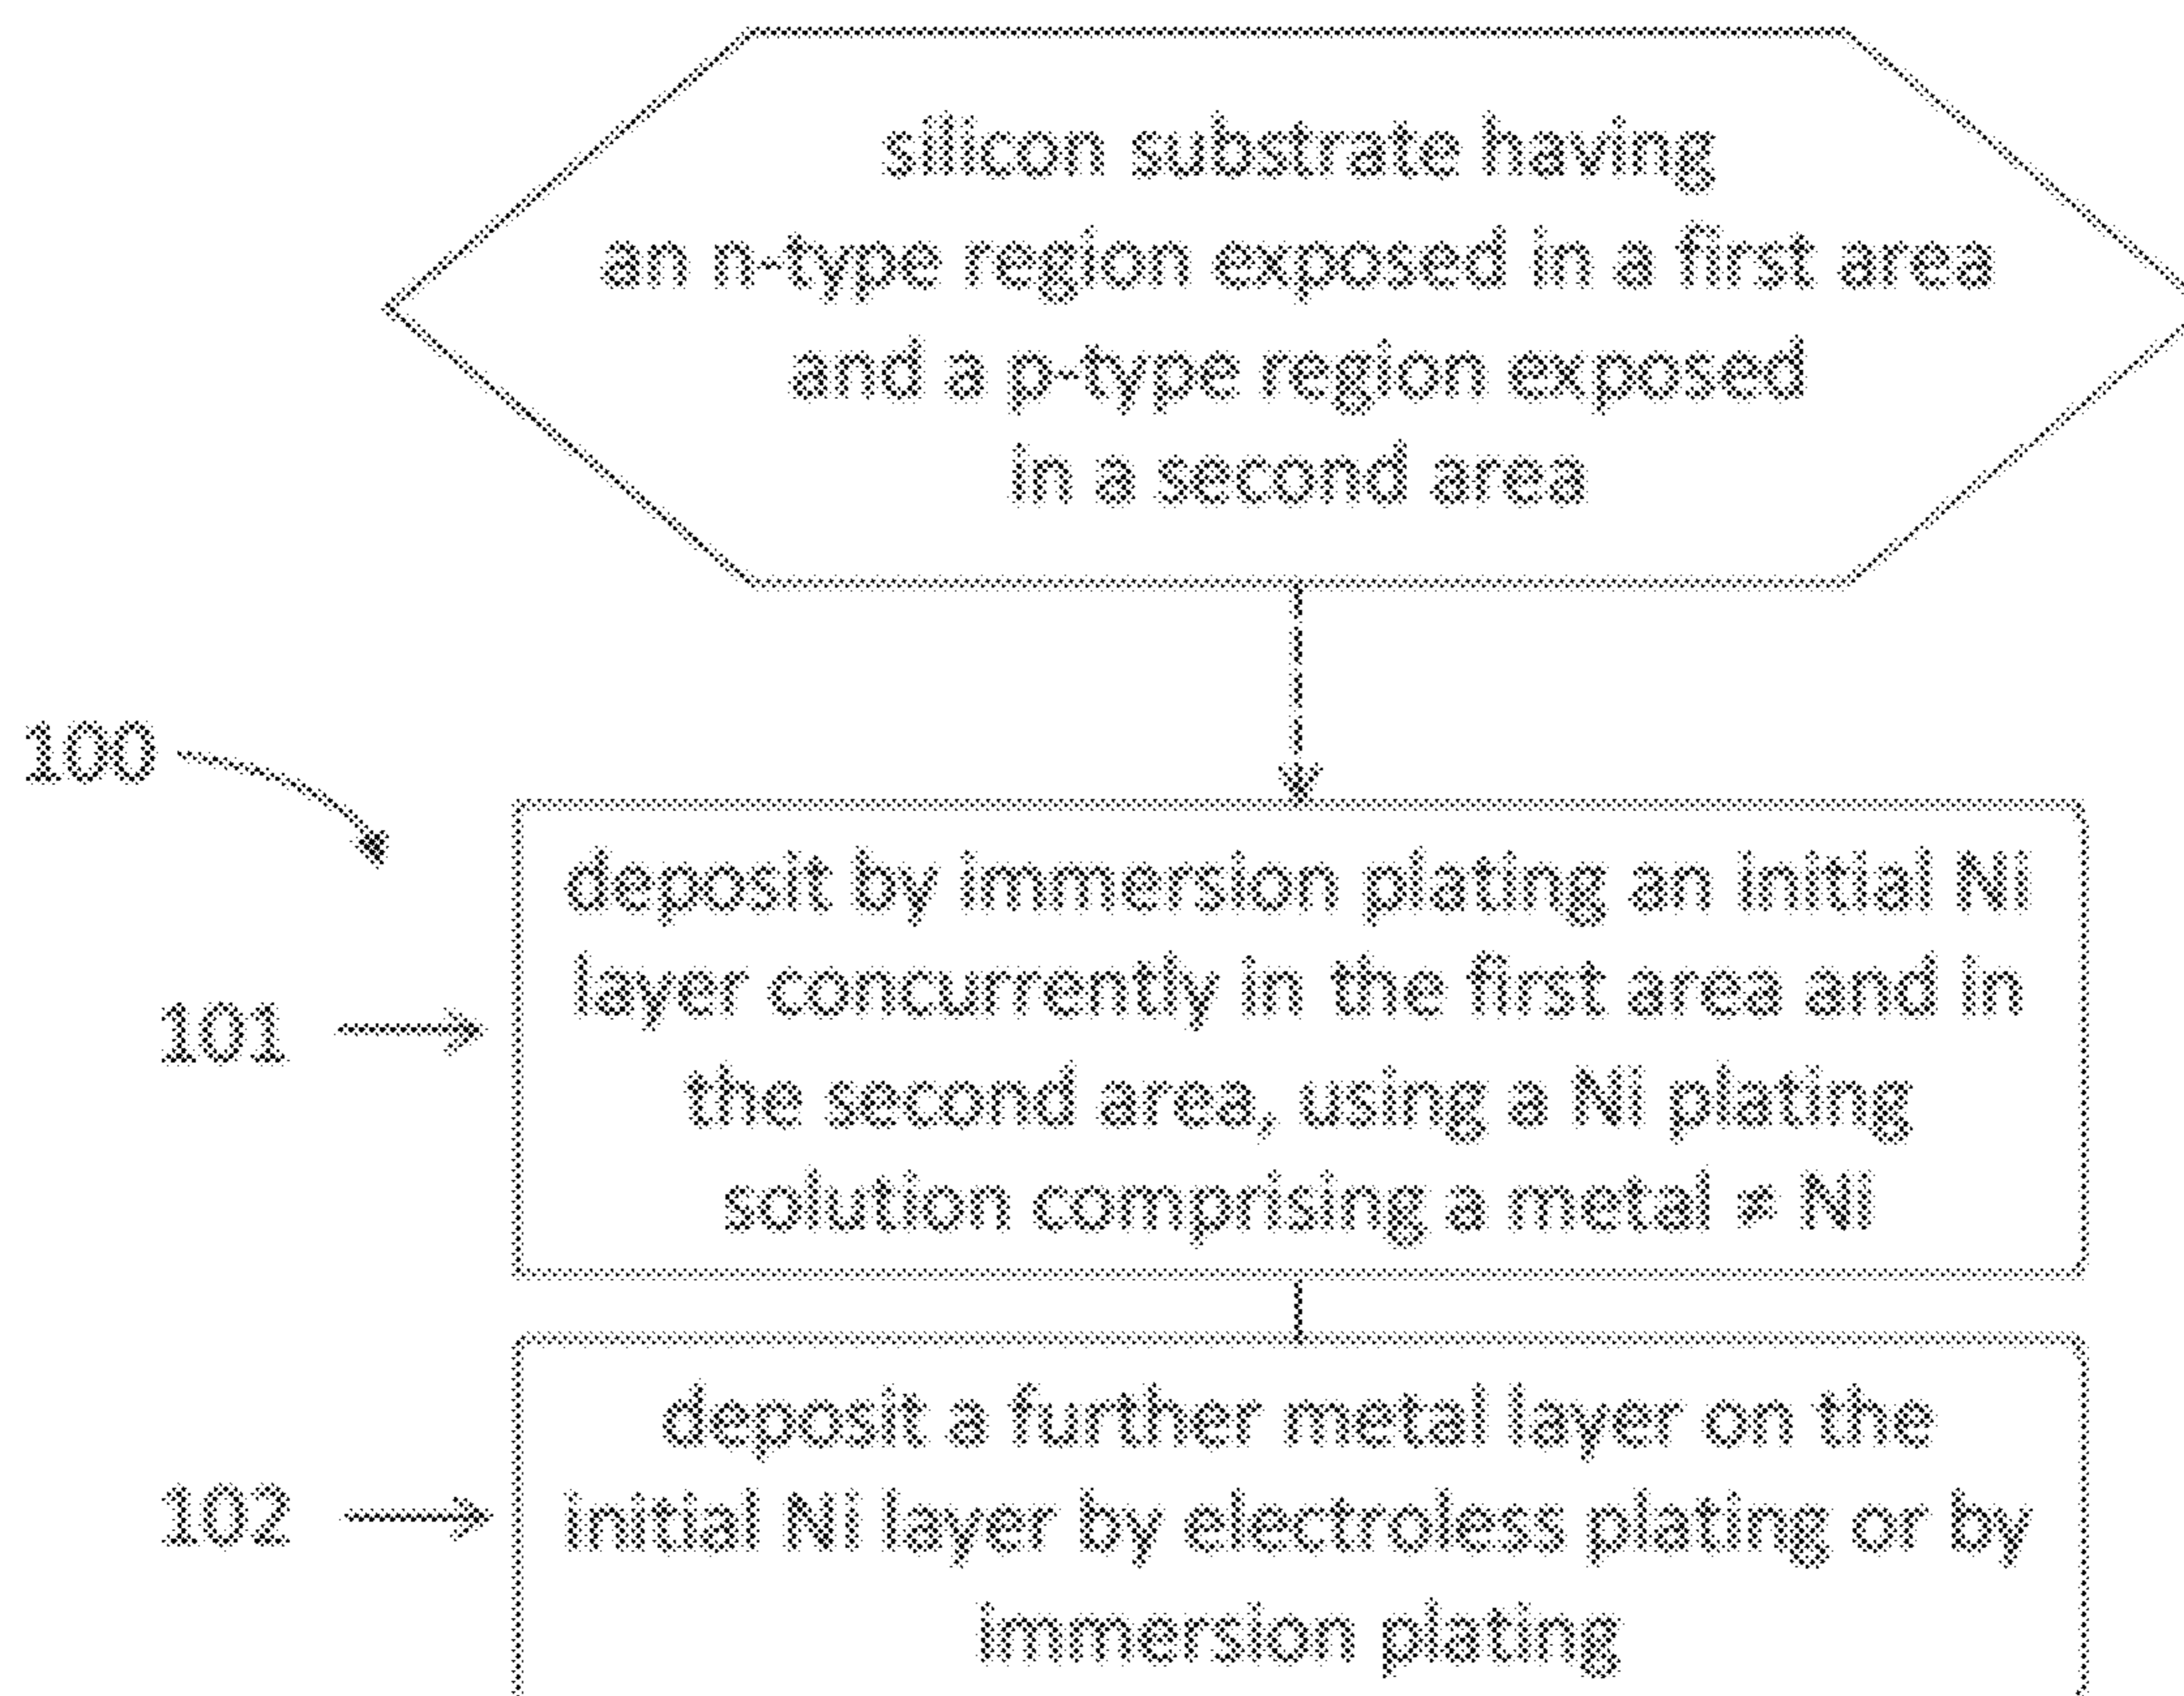 silicon substrate having
an n-type region exposed in a first area
and a p-type region exposed
in a second area
100
deposit by immersion plating an initial Ni
layer concurrently in the first area and in
101
the second area, using a Ni plating
solution comprising a metal ≠ Ni
deposit a further metal layer on the
102
initial Ni layer by electroless plating or by
immersion plating